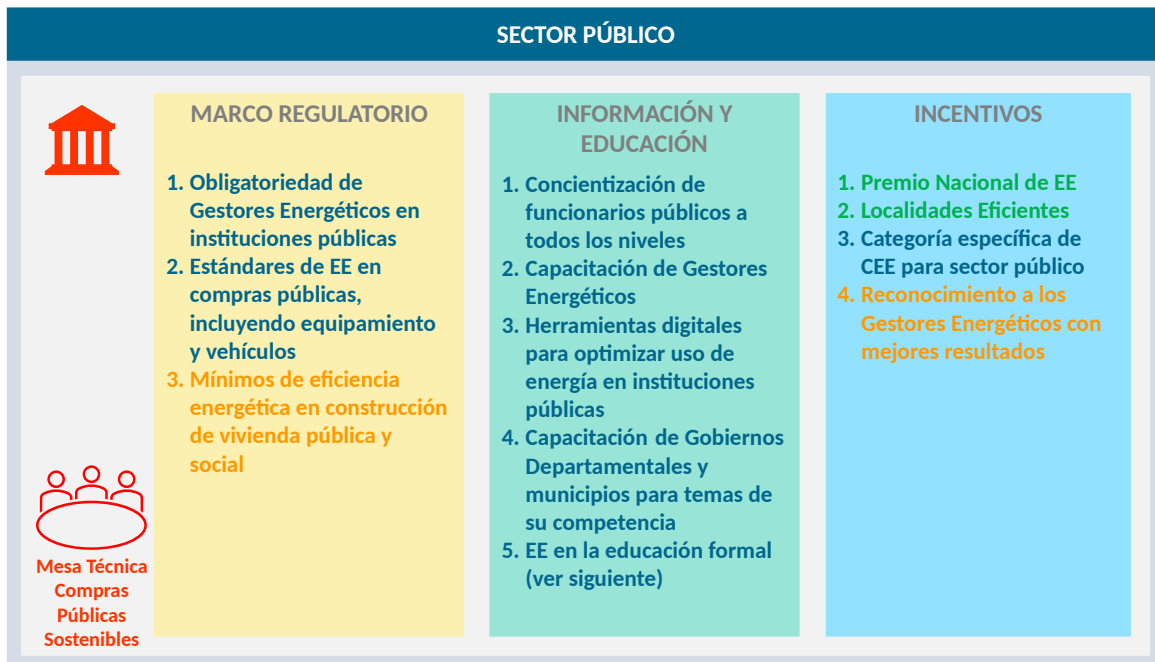 SECTOR PÚBLICO
MARCO REGULATORIO
1. Obligatoriedad de
Gestores Energéticos en
instituciones públicas
2. Estándares de EE en
compras públicas,
incluyendo equipamiento
y vehículos
3. Mínimos de eficiencia
energética en construcción
de vivienda pública y
social
INFORMACIÓN Y
EDUCACIÓN
1. Concientización de
funcionarios públicos a
todos los niveles
2. Capacitación de Gestores
Energéticos
3. Herramientas digitales
para optimizar uso de
energía en instituciones
públicas
4. Capacitación de Gobiernos
Departamentales y
municipios para temas de
su competencia
5. EE en la educación formal
(ver siguiente)
INCENTIVOS
1. Premio Nacional de EE
2. Localidades Eficientes
3. Categoría específica de
CEE para sector público
4. Reconocimiento a los
Gestores Energéticos con
mejores resultados
Mesa Técnica
Compras
Públicas
Sostenibles